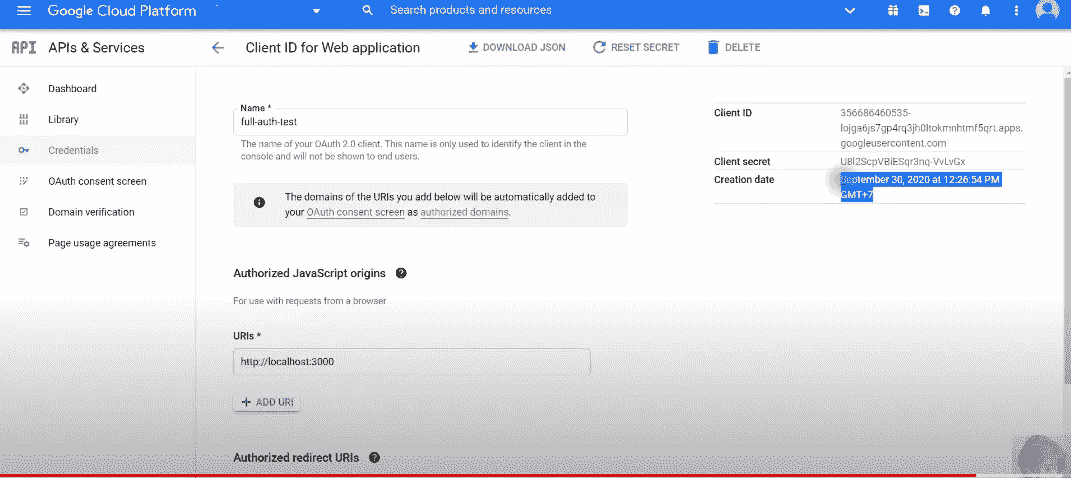 Google Cloud Platform
Search products and resources
API APIs & Services
Client ID for Web application
DOWNLOAD JSON
RESET SECRET
DELETE
Dashboard
Library
Credentials
OAuth consent screen
Domain verification
Page usage agreements
Name *
full-auth-test
The name of your OAuth 2.0 client. This name is only used to identify the client in the
console and will not be shown to end users.
The domains of the URIs you add below will be automatically added to
your OAuth consent screen as authorized domains.
Authorized JavaScript origins
For use with requests from a browser
URIs *
http://localhost:3000
ADD URI
Authorized redirect URIs
Client ID
356686460535-
lojga6js7gp4rq3jh0ltokmnhtmf5qrt.apps.
googleusercontent.com
Client secret
U8l2ScpVBiESqr3nq-VvLvGx
Creation date
September 30, 2020 at 12:26:54 PM
GMT+7